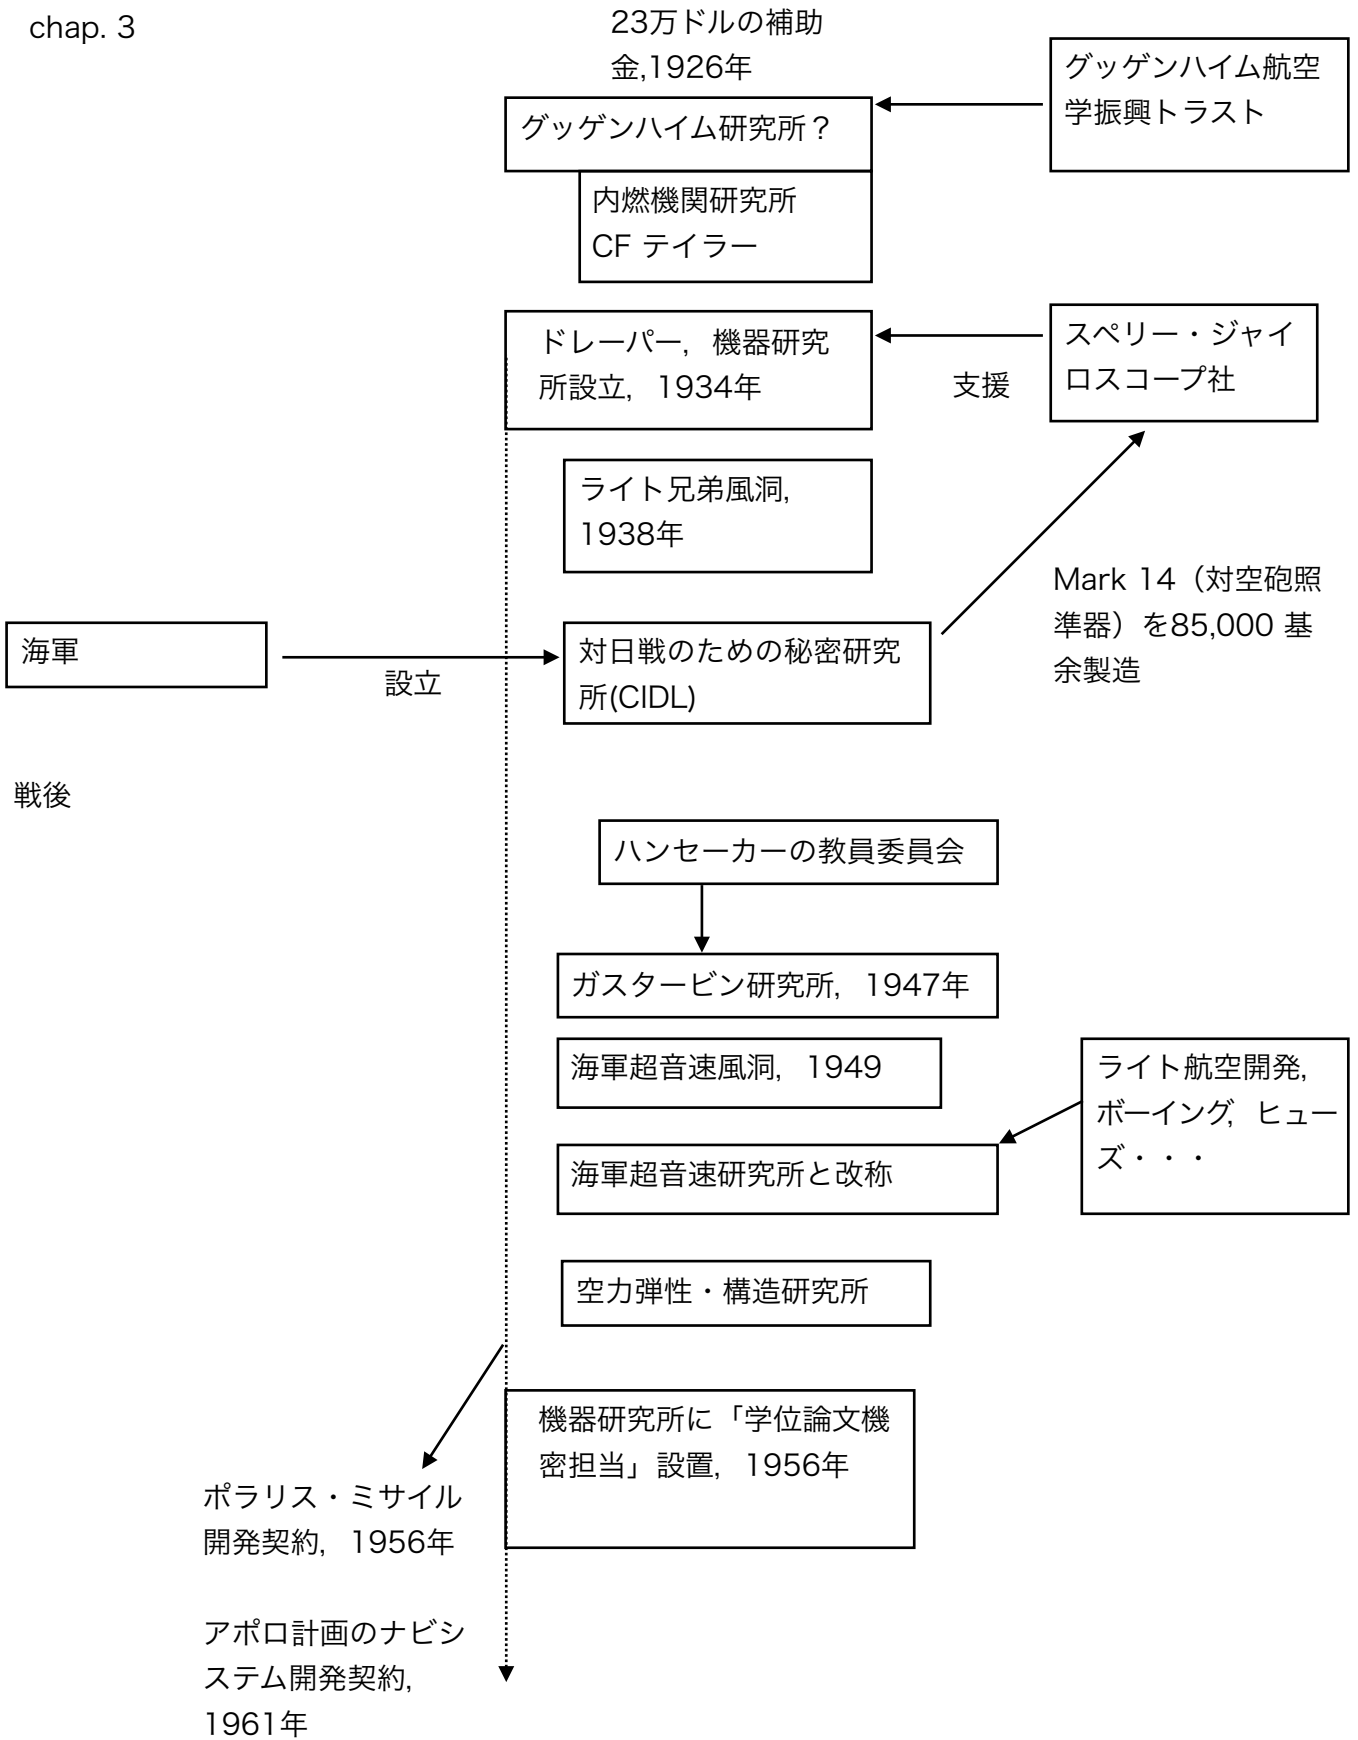 chap. 3
23万ドルの補助
金,1926年
グッゲンハイム航空
学振興トラスト
グッゲンハイム研究所？
内燃機関研究所
CF テイラー
ドレーパー，機器研究
所設立，1934年
スペリー・ジャイ
ロスコープ社
支援
ライト兄弟風洞,
1938年
Mark 14（対空砲照
準器）を85,000 基
余製造
海軍
設立
対日戦のための秘密研究
所(CIDL)
戦後
ハンセーカーの教員委員会
ガスタービン研究所，1947年
海軍超音速風洞，1949
ライト航空開発,
ボーイング，ヒュー
ズ・・・
海軍超音速研究所と改称
空力弾性・構造研究所
機器研究所に「学位論文機
密担当」設置，1956年
ポラリス・ミサイル
開発契約，1956年
アポロ計画のナビシ
ステム開発契約,
1961年